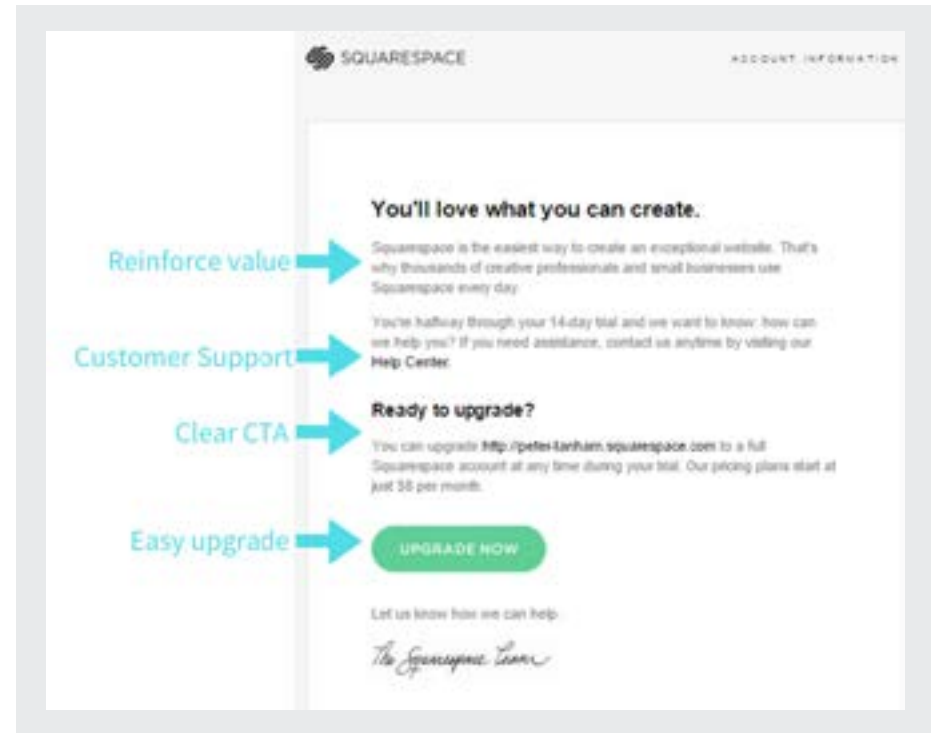 SQUARESPACE
ACCOUNT INFORMATION
You'll love what you can create.
Reinforce value
Squarespace is the easiest way to create an exceptional website. That's
why thousands of creative professionals and small businesses use
Squarespace every day.
You're halfway through your 14-day trial and we want to know: how can
we help you? If you need assistance, contact us anytime by visiting our
Customer Support
Help Center.
Ready to upgrade?
Clear CTA
You can upgrade http://peter-tanham.squarespace.com to a full
Squarespace account at any time during your trial. Our pricing plans start at
just $8 per month.
Easy upgrade
UPGRADE NOW
Let us know how we can help.
The Squarespace Team